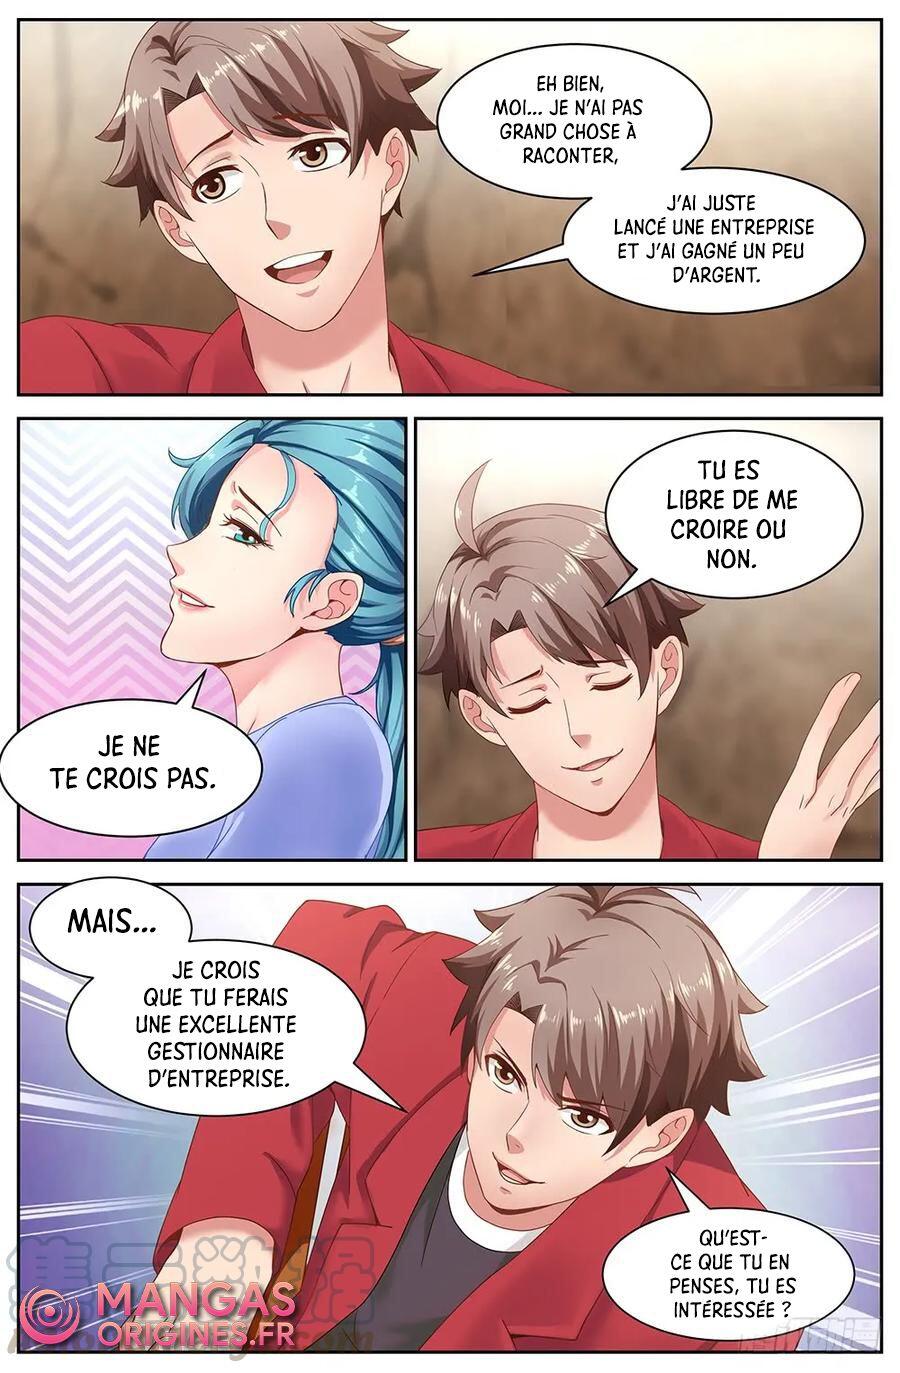 EH BIEN,
MOI... JE N'AI PAS
GRAND CHOSE À
RACONTER,
J'AI JUSTE
LANCÉ UNE ENTREPRISE
ET J'AI GAGNÉ UN PEU
D'ARGENT.
JE NE
TE CROIS PAS.
TU ES
LIBRE DE ME
CROIRE OU
NON.
MAIS...
JE CROIS
QUE TU FERAIS
UNE EXCELLENTE
GESTIONNAIRE
D'ENTREPRISE.
QU'EST-
CE QUE TU EN
PENSES, TU ES
INTÉRESSÉE ?
MANGAS
ORIGINES.FR